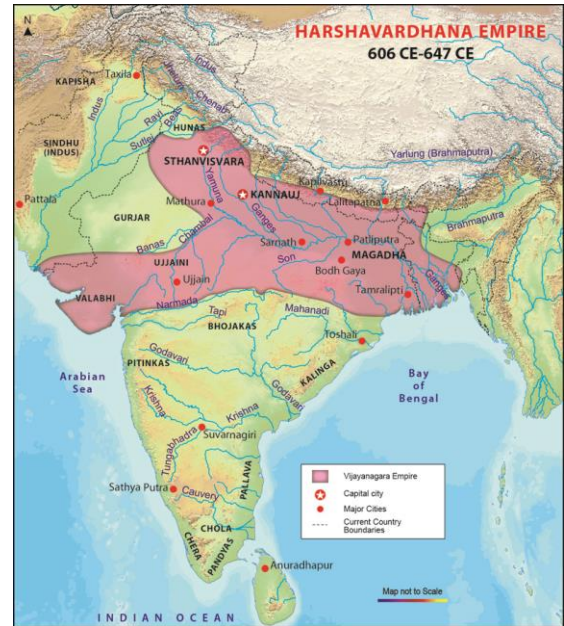 HARSHAVARDHANA EMPIRE
606 CE-647 CE
N
KAPISHA
Taxila
Indus
Jhelum
Chenab
Indus
Ravi
Beas
HUNAS
SINDHU
(INDUS)
Sutlej
STHANVISVARA
Yarlung (Brahmaputra)
Yamuna
KANNAUJ
Kapilvastu
Lalitapatna
Pattala
Mathura
Ganges
Brahmaputra
GURJAR
Chambal
Banas
Sarnath
Patliputra
UJJAINI
Son
MAGADHA
Bodh Gaya
Ujjain
Ganges
VALABHI
Narmada
Tamralipti
Tapi
Mahanadi
BHOJAKAS
Toshali
PITINKAS
Godavari
KALINGA
Arabian
Sea
Bay
of
Bengal
Godavari
Krishna
Krishna
Tungabhadra
Suvarnagiri
Sathya Putra
Cauvery
PALLAVA
CHOLA
CHERA
PANDYAS
Anuradhapur
INDIAN OCEAN
Vijayanagara Empire
Capital city
Major Cities
Current Country
Boundaries
Map not to Scale